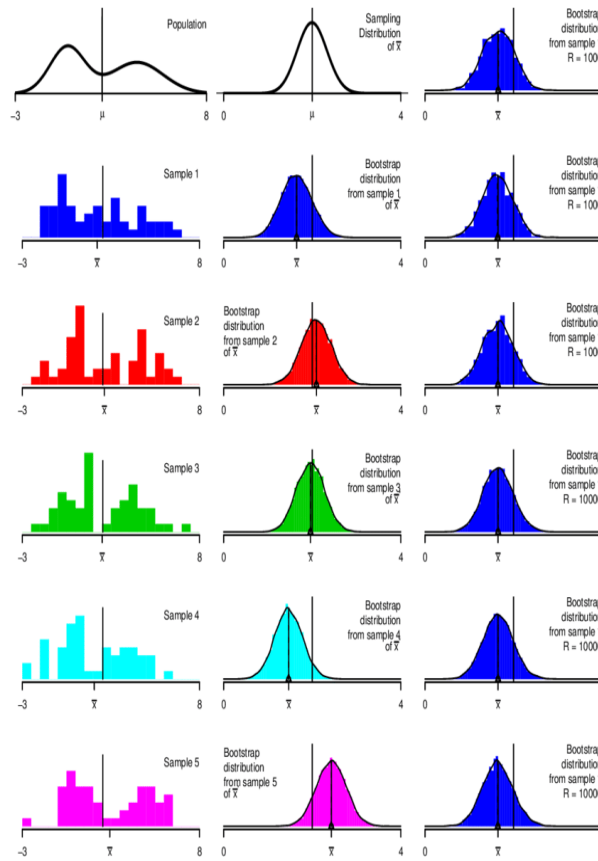 Population
-3 μ 8
Sampling
Distribution
of x̅
0 μ 4
Bootstrap
distribution
from sample
R = 1000
0 x̅
Sample 1
-3 x̅ 8
Bootstrap
distribution
from sample 1
of x̅
0 x̅ 4
Bootstrap
distribution
from sample
R = 1000
0 x̅
Sample 2
-3 x̅ 8
Bootstrap
distribution
from sample 2
of x̅
0 x̅ 4
Bootstrap
distribution
from sample
R = 1000
0 x̅
Sample 3
-3 x̅ 8
Bootstrap
distribution
from sample 3
of x̅
0 x̅ 4
Bootstrap
distribution
from sample
R = 10000
0 x̅
Sample 4
-3 x̅ 8
Bootstrap
distribution
from sample 4
of x̅
0 x̅ 4
Bootstrap
distribution
from sample
R = 10000
0 x̅
Sample 5
-3 x̅ 8
Bootstrap
distribution
from sample 5
of x̅
0 x̅ 4
Bootstrap
distribution
from sample
R = 10000
0 x̅